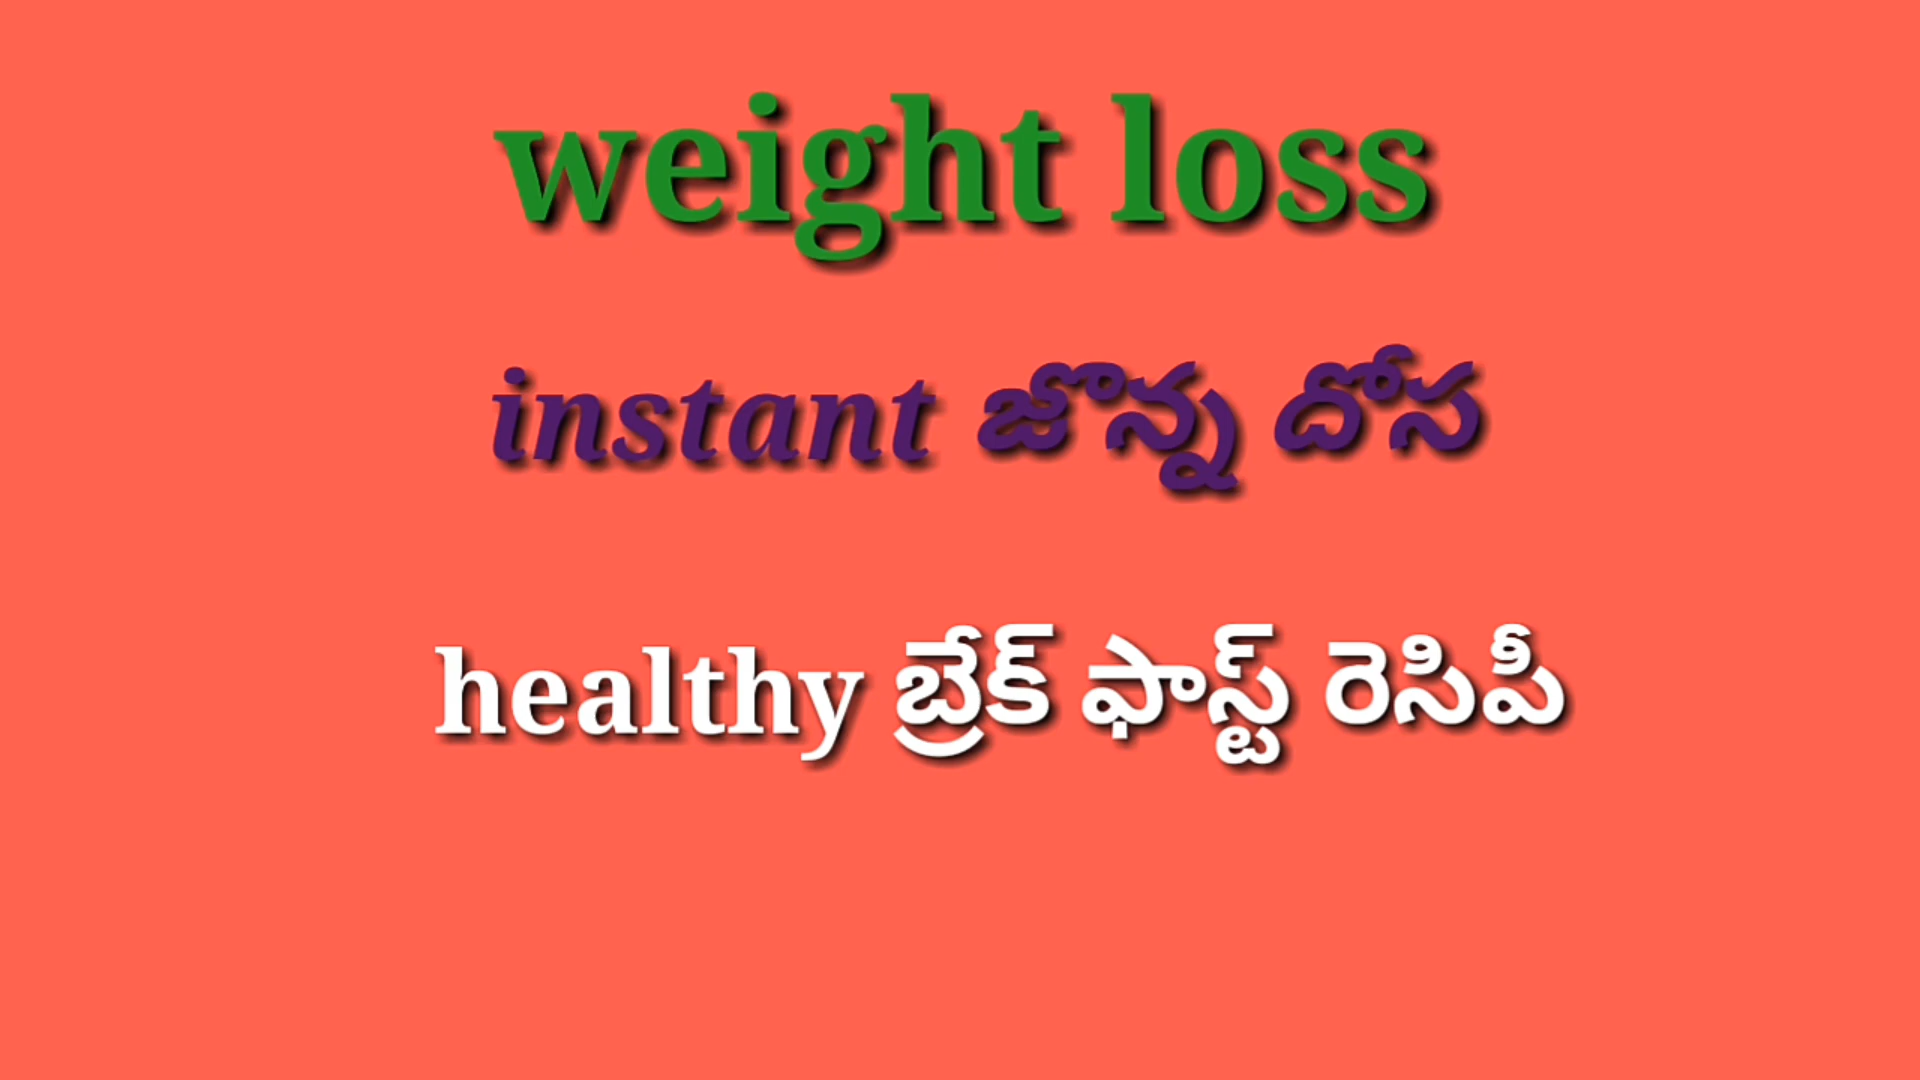 weight loss
instant జొన్న దోస
healthy బ్రేక్ ఫాస్ట్ రెసిపీ